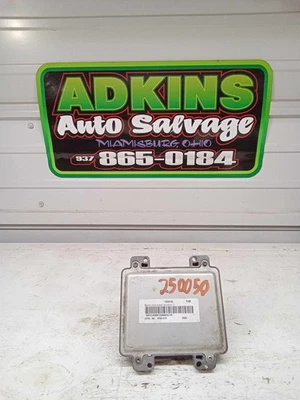 ADKINS
Auto Salvage
MIAMISBURG OHIO
937 865-0184
250050